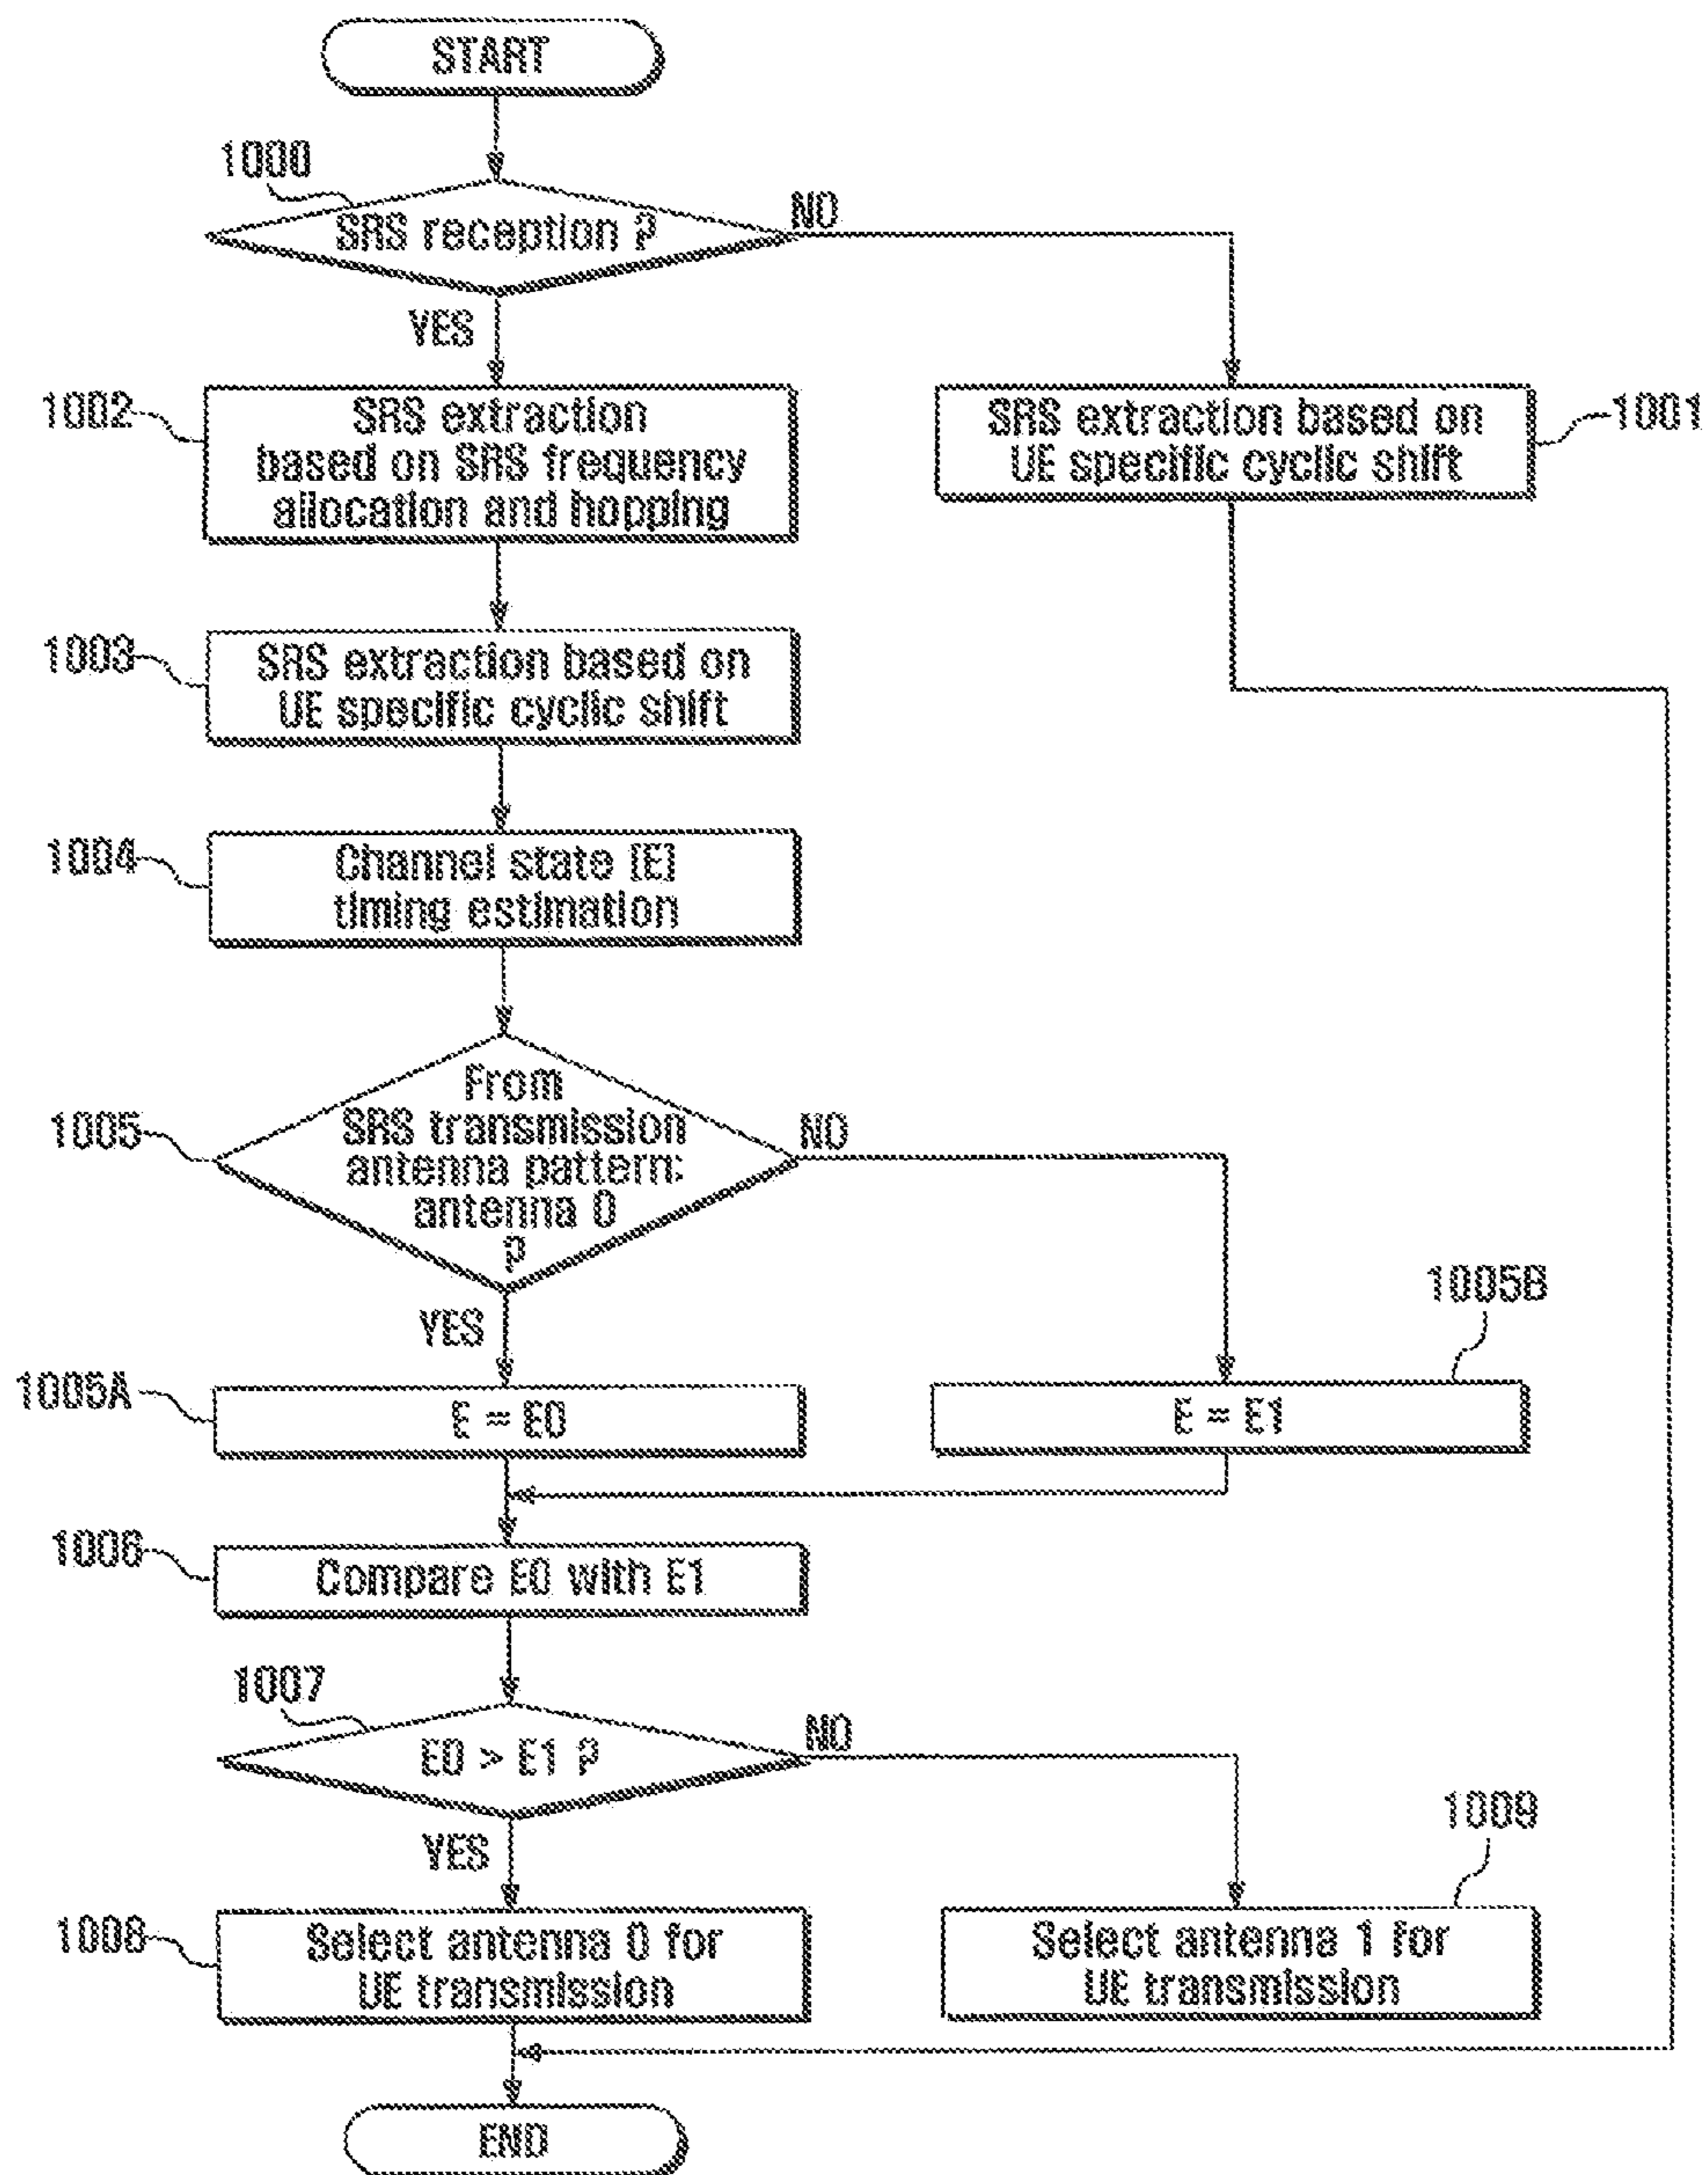 START
1000
SRS reception ?
NO
YES
1002
SRS extraction
based on SRS frequency
allocation and hopping
SRS extraction based on
UE specific cyclic shift
1001
1003
SRS extraction based on
UE specific cyclic shift
1004
Channel state [E]
timing estimation
1005
From
SRS transmission
antenna pattern:
antenna 0
?
NO
YES
1005B
1005A
E = E0
E = E1
1006
Compare E0 with E1
1007
E0 > E1 ?
NO
YES
1009
1008
Select antenna 0 for
UE transmission
Select antenna 1 for
UE transmission
END